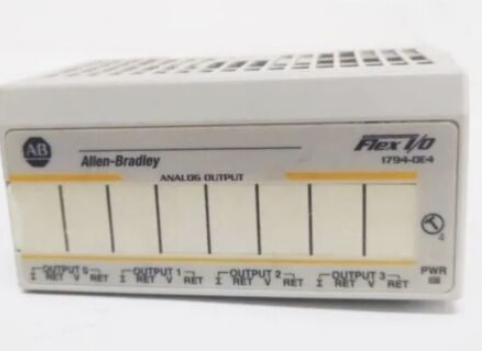 AB
Allen-Bradley
Flex I/O
1794-OE4
ANALOG OUTPUT
4
OUTPUT 0 OUTPUT 1 OUTPUT 2 OUTPUT 3
I RET V RET I RET V RET I RET V RET I RET V RET
PWR